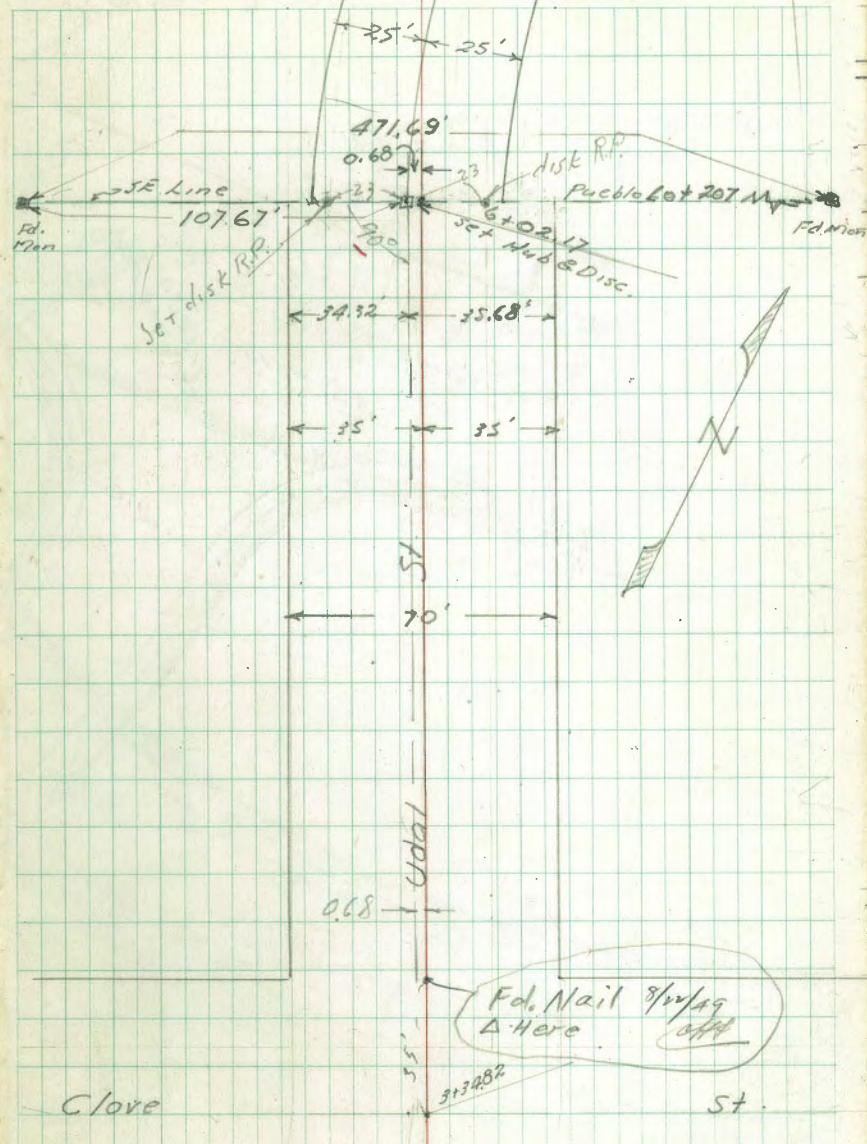 25' 25'
471.69'
0.68
23 disk R.P.
SE Line 23 Pueblo Lot 207
Fd. Mon 107.67' 90° 6+02.17 Fd. Mon
Set Hub & Disc.
Set disk R.P.
34.32' 35.68'
35' 35'
N
St.
70'
Udal
0.68
Fd. Nail 8/22/49
Δ Here
35'
3+34.82
Clove St.